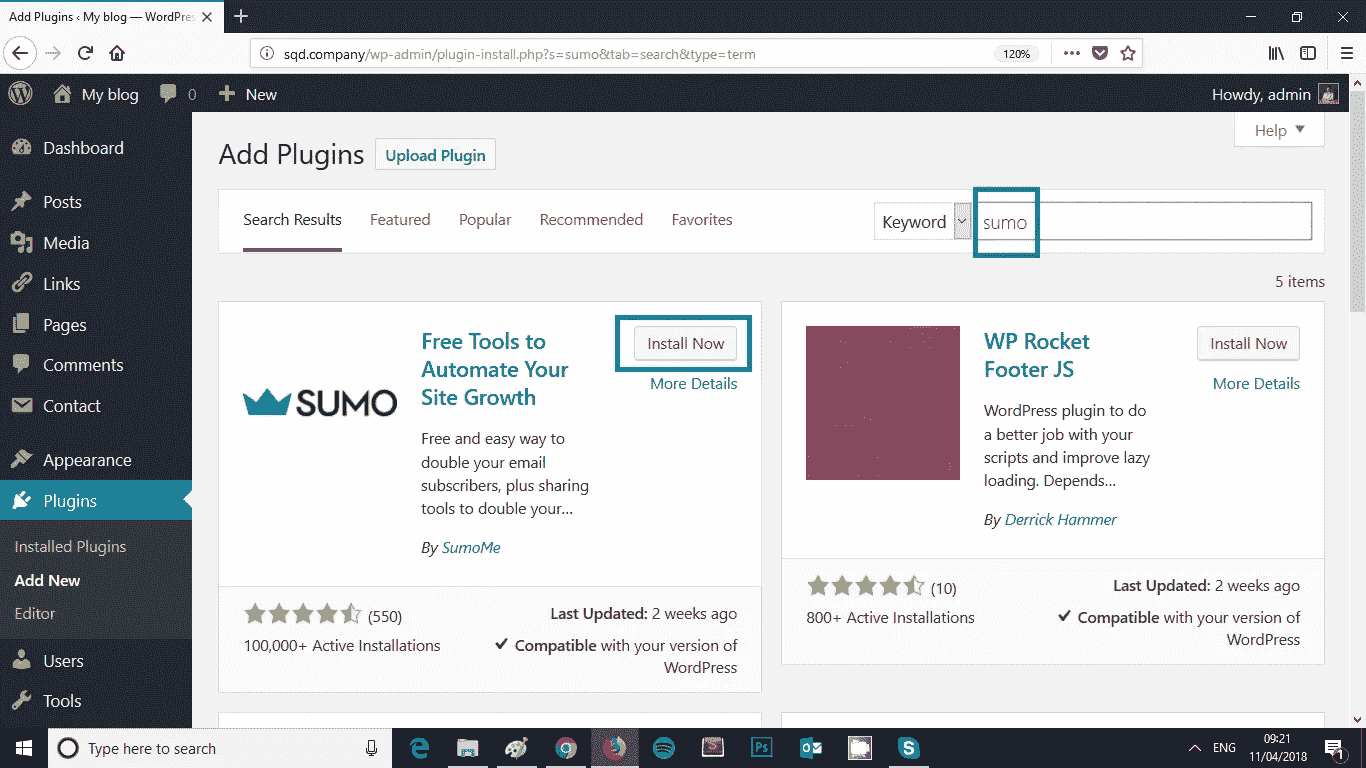 Add Plugins ‹ My blog — WordPre
sqd.company/wp-admin/plugin-install.php?s=sumo&tab=search&type=term
120%
My blog
0
New
Howdy, admin
Dashboard
Posts
Media
Links
Pages
Comments
Contact
Appearance
Plugins
Installed Plugins
Add New
Editor
Users
Tools
Help
Add Plugins
Upload Plugin
Search Results
Featured
Popular
Recommended
Favorites
Keyword
sumo
5 items
SUMO
Free Tools to
Automate Your
Site Growth
Install Now
More Details
Free and easy way to
double your email
subscribers, plus sharing
tools to double your...
By SumoMe
(550)
100,000+ Active Installations
Last Updated: 2 weeks ago
Compatible with your version of
WordPress
WP Rocket
Footer JS
Install Now
More Details
WordPress plugin to do
a better job with your
scripts and improve lazy
loading. Depends...
By Derrick Hammer
(10)
800+ Active Installations
Last Updated: 2 weeks ago
Compatible with your version of
WordPress
Type here to search
Ps
ENG
09:21
11/04/2018
1